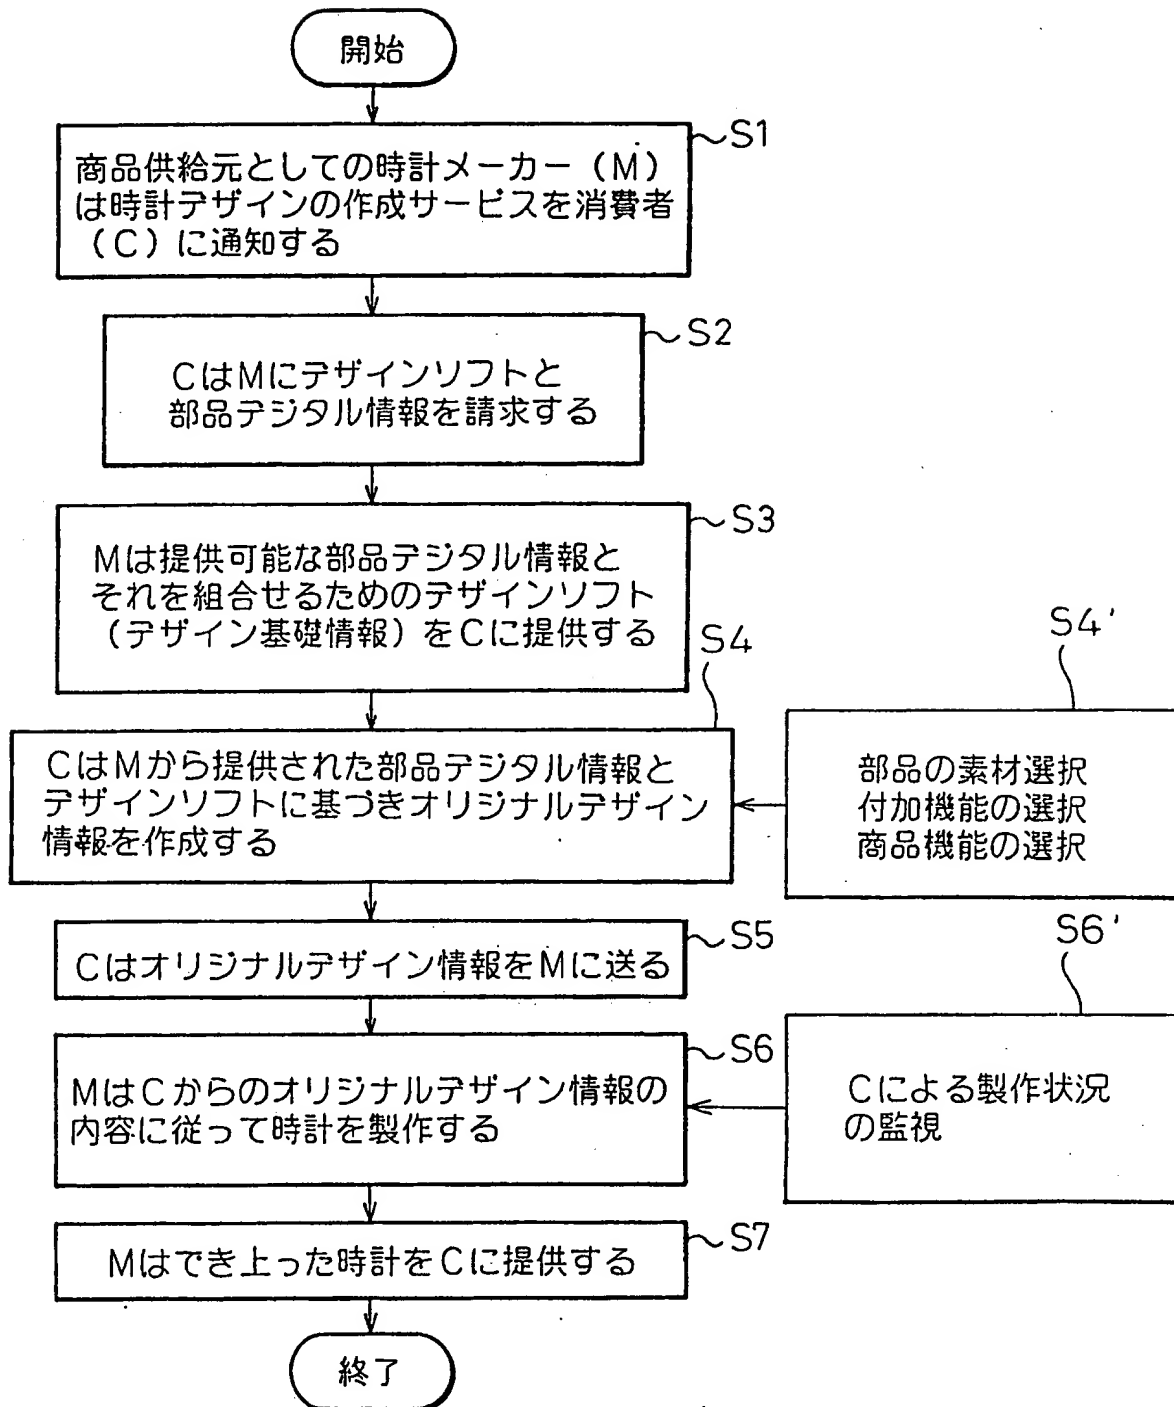 開始
S1
商品供給元としての時計メーカー（M）
は時計デザインの作成サービスを消費者
（C）に通知する
S2
CはMにデザインソフトと
部品デジタル情報を請求する
S3
Mは提供可能な部品デジタル情報と
それを組合せるためのデザインソフト
（デザイン基礎情報）をCに提供する
S4
CはMから提供された部品デジタル情報と
デザインソフトに基づきオリジナルデザイン
情報を作成する
S4'
部品の素材選択
付加機能の選択
商品機能の選択
S5
Cはオリジナルデザイン情報をMに送る
S6
MはCからのオリジナルデザイン情報の
内容に従って時計を製作する
S6'
Cによる製作状況
の監視
S7
Mはでき上った時計をCに提供する
終了